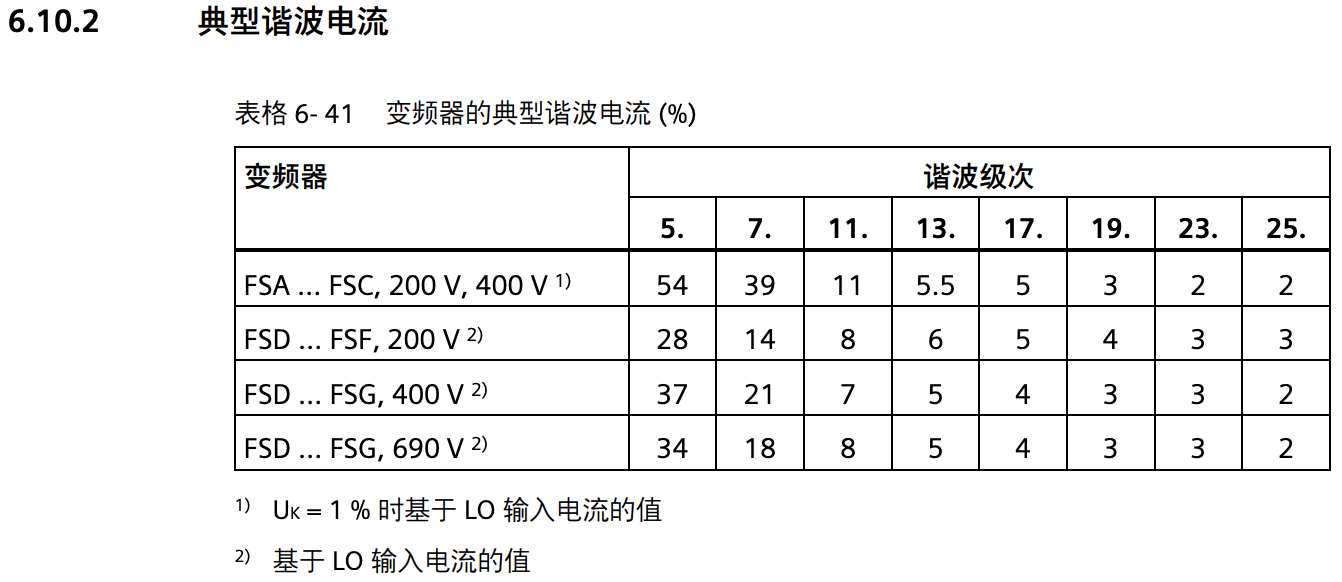 6.10.2 典型谐波电流
表格 6- 41 变频器的典型谐波电流 (%)
变频器 谐波级次
5. 7. 11. 13. 17. 19. 23. 25.
FSA ... FSC, 200 V, 400 V 1) 54 39 11 5.5 5 3 2 2
FSD ... FSF, 200 V 2) 28 14 8 6 5 4 3 3
FSD ... FSG, 400 V 2) 37 21 7 5 4 3 3 2
FSD ... FSG, 690 V 2) 34 18 8 5 4 3 3 2
1) UK = 1 % 时基于 LO 输入电流的值
2) 基于 LO 输入电流的值